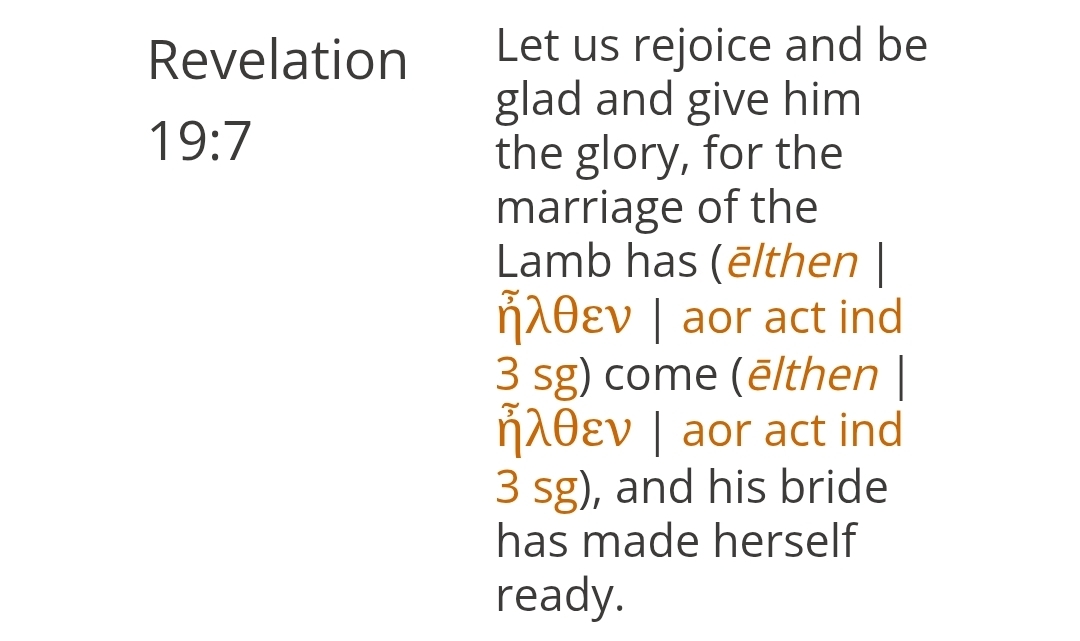 Revelation
19:7
Let us rejoice and be
glad and give him
the glory, for the
marriage of the
Lamb has (ēlthen |
ἦλθεν | aor act ind
3 sg) come (ēlthen |
ἦλθεν | aor act ind
3 sg), and his bride
has made herself
ready.